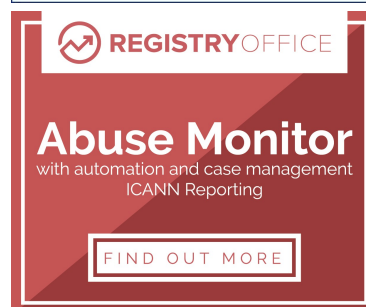 REGISTRYOFFICE
Abuse Monitor
with automation and case management
ICANN Reporting
FIND OUT MORE